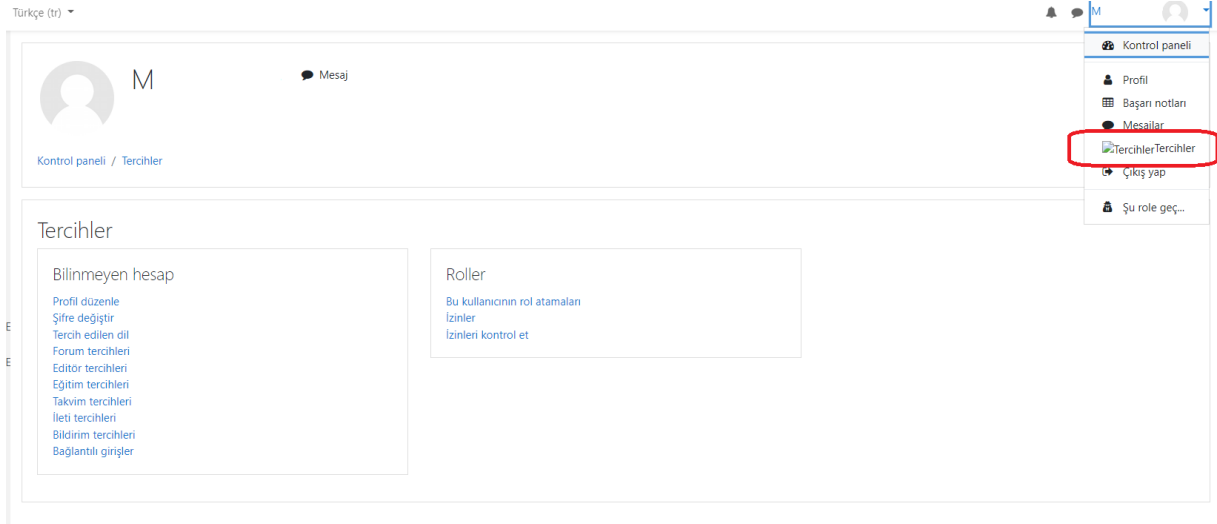 Türkçe (tr)
M
Kontrol paneli
Profil
Başarı notları
Mesajlar
TercihlerTercihler
Çıkış yap
Şu role geç...
M
Mesaj
Kontrol paneli / Tercihler
Tercihler
Bilinmeyen hesap
Profil düzenle
Şifre değiştir
Tercih edilen dil
Forum tercihleri
Editör tercihleri
Eğitim tercihleri
Takvim tercihleri
İleti tercihleri
Bildirim tercihleri
Bağlantılı girişler
Roller
Bu kullanıcının rol atamaları
İzinler
İzinleri kontrol et